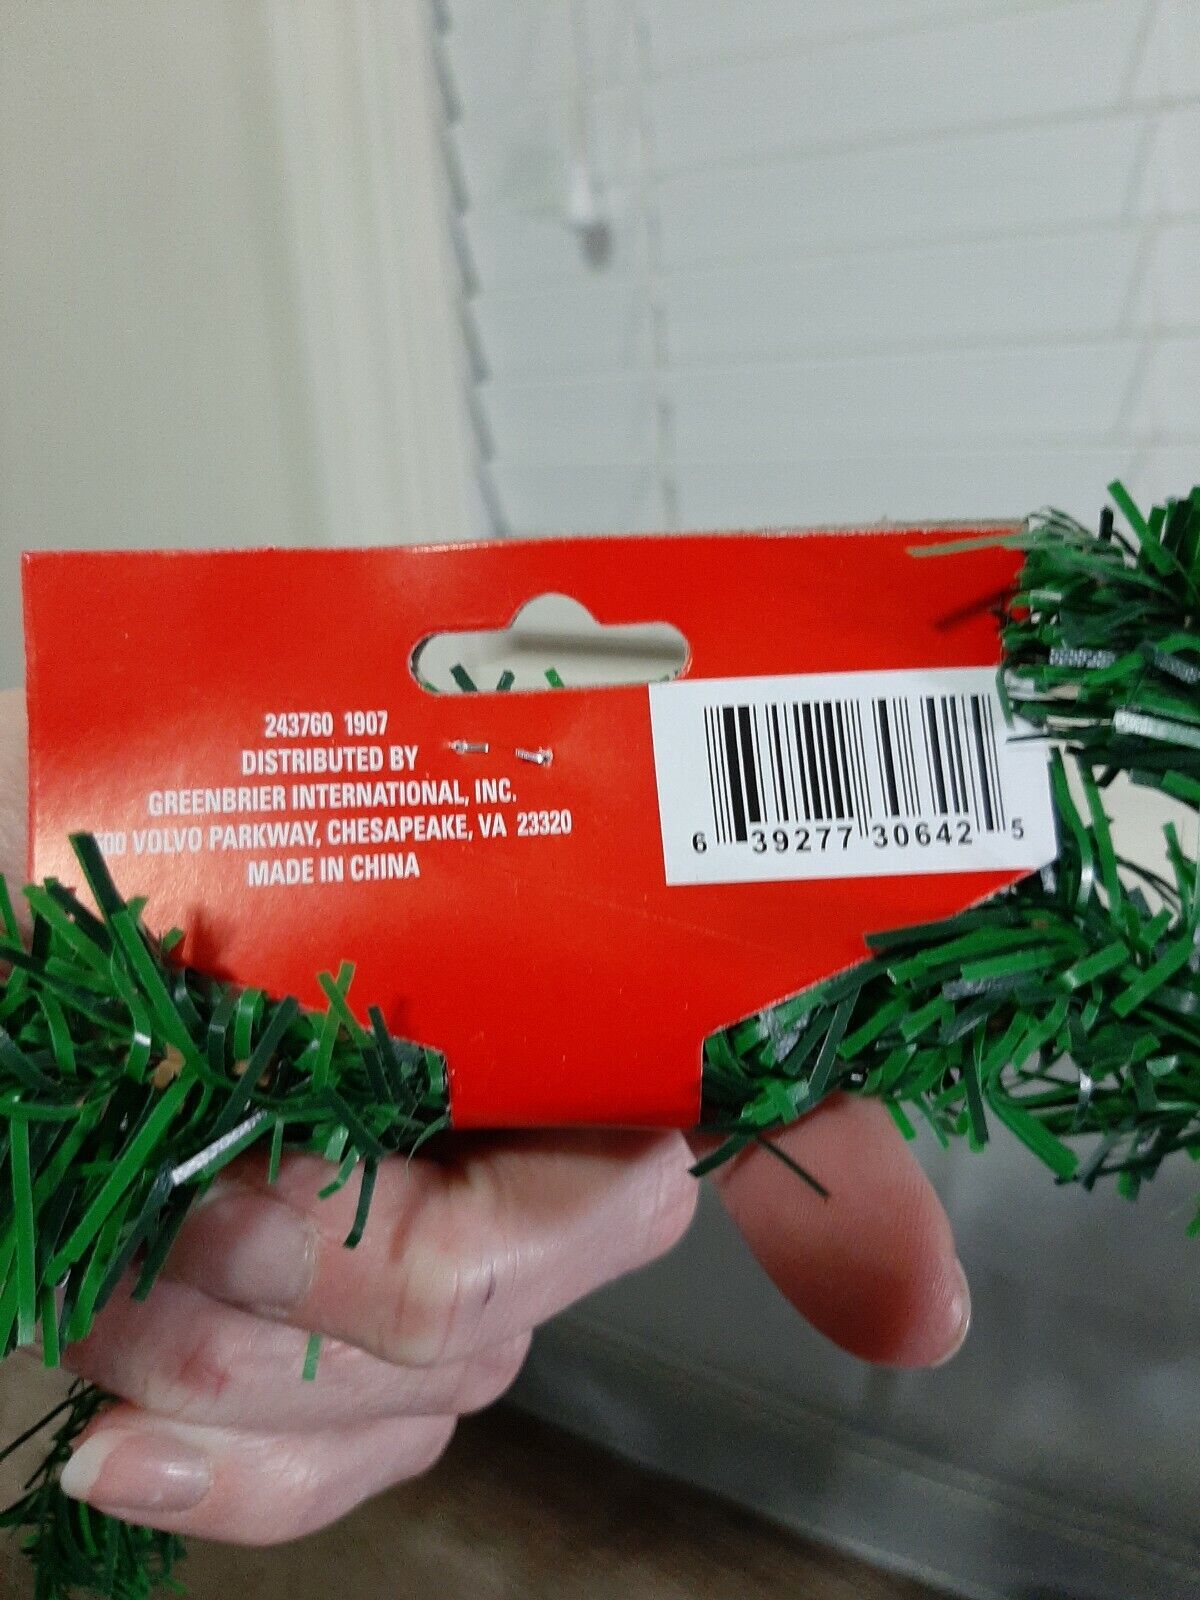 243760 1907
DISTRIBUTED BY
GREENBRIER INTERNATIONAL, INC.
00 VOLVO PARKWAY, CHESAPEAKE, VA 23320
MADE IN CHINA
6 39277 30642 5